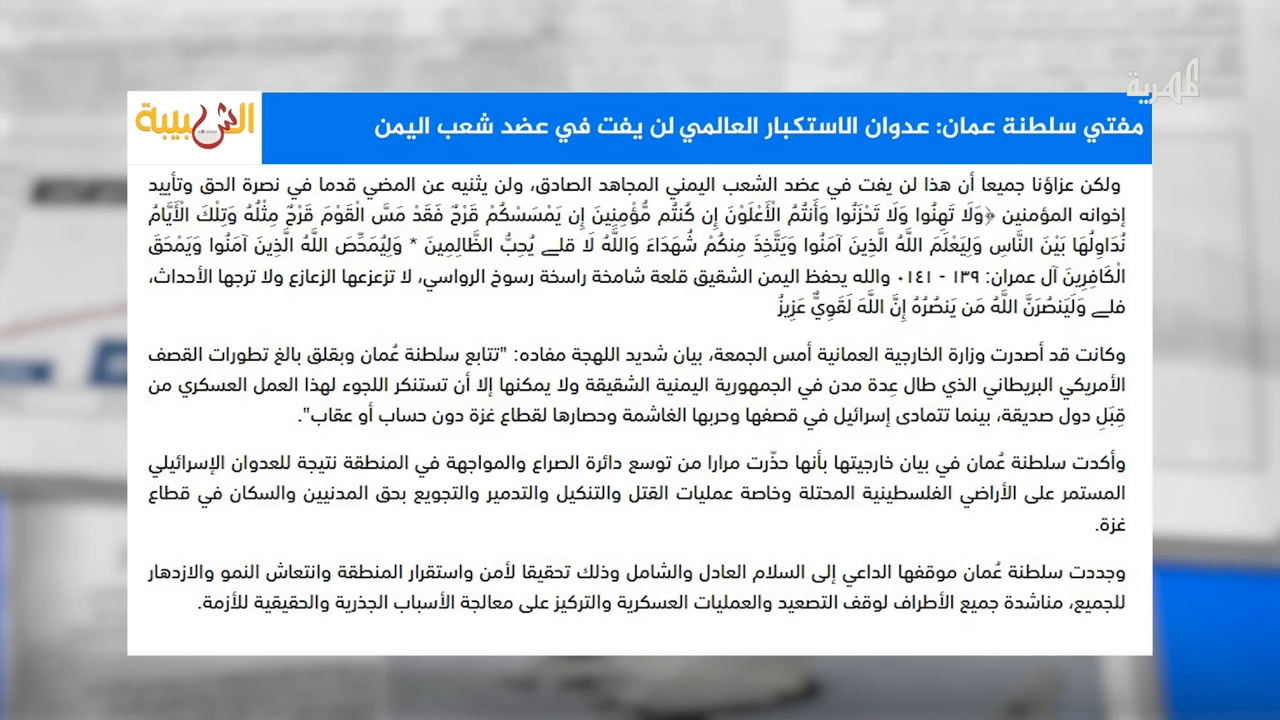 المهرية
الشبيبة
مفتي سلطنة عمان: عدوان الاستكبار العالمي لن يفت في عضد شعب اليمن
ولكن عزاؤنا جميعا أن هذا لن يفت في عضد الشعب اليمني المجاهد الصادق، ولن يثنيه عن المضي قدما في نصرة الحق وتأييد
إخوانه المؤمنين ﴿وَلَا تَهِنُوا وَلَا تَحْزَنُوا وَأَنتُمُ الْأَعْلَوْنَ إِن كُنتُم مُّؤْمِنِينَ إِن يَمْسَسْكُمْ قَرْحٌ فَقَدْ مَسَّ الْقَوْمَ قَرْحٌ مِثْلُهُ وَتِلْكَ الْأَيَّامُ
نُدَاوِلُهَا بَيْنَ النَّاسِ وَلِيَعْلَمَ اللَّهُ الَّذِينَ آمَنُوا وَيَتَّخِذَ مِنكُمْ شُهَدَاءَ وَاللَّهُ لَا قلے يُحِبُّ الظَّالِمِينَ * وَلِيُمَحِّصَ اللَّهُ الَّذِينَ آمَنُوا وَيَمْحَقَ
الْكَافِرِينَ آل عمران: ١٣٩ - ٠١٤١ والله يحفظ اليمن الشقيق قلعة شامخة راسخة رسوخ الرواسي، لا تزعزعها الزعازع ولا ترجها الأحداث،
فلے وَلَيَنصُرَنَّ اللَّهُ مَن يَنصُرُهُ إِنَّ اللَّهَ لَقَوِيٌّ عَزِيزٌ
وكانت قد أصدرت وزارة الخارجية العمانية أمس الجمعة، بيان شديد اللهجة مفاده: "تتابع سلطنة عُمان وبقلق بالغ تطورات القصف
الأمريكي البريطاني الذي طال عِدة مدن في الجمهورية اليمنية الشقيقة ولا يمكنها إلا أن تستنكر اللجوء لهذا العمل العسكري من
قِبَلِ دول صديقة، بينما تتمادى إسرائيل في قصفها وحربها الغاشمة وحصارها لقطاع غزة دون حساب أو عقاب".
وأكدت سلطنة عُمان في بيان خارجيتها بأنها حذّرت مرارا من توسع دائرة الصراع والمواجهة في المنطقة نتيجة للعدوان الإسرائيلي
المستمر على الأراضي الفلسطينية المحتلة وخاصة عمليات القتل والتنكيل والتدمير والتجويع بحق المدنيين والسكان في قطاع
غزة.
وجددت سلطنة عُمان موقفها الداعي إلى السلام العادل والشامل وذلك تحقيقا لأمن واستقرار المنطقة وانتعاش النمو والازدهار
للجميع، مناشدة جميع الأطراف لوقف التصعيد والعمليات العسكرية والتركيز على معالجة الأسباب الجذرية والحقيقية للأزمة.